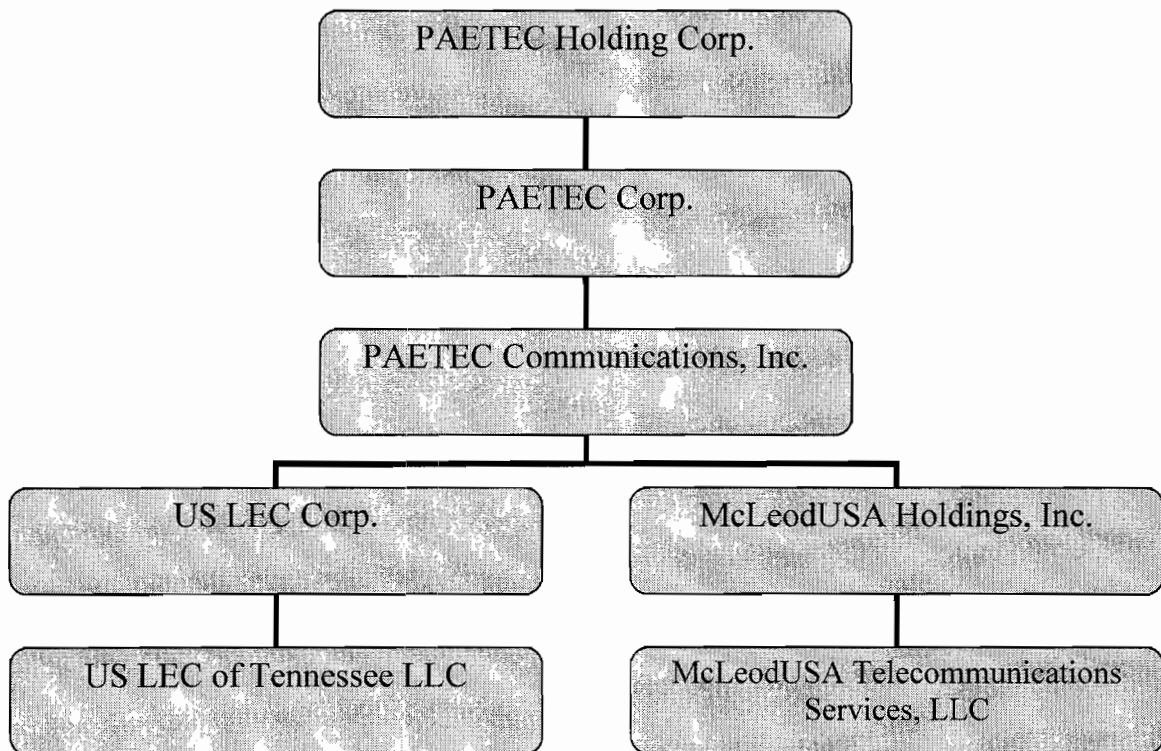 PAETEC Holding Corp.
PAETEC Corp.
PAETEC Communications, Inc.
US LEC Corp.
McLeodUSA Holdings, Inc.
US LEC of Tennessee LLC
McLeodUSA Telecommunications
Services, LLC